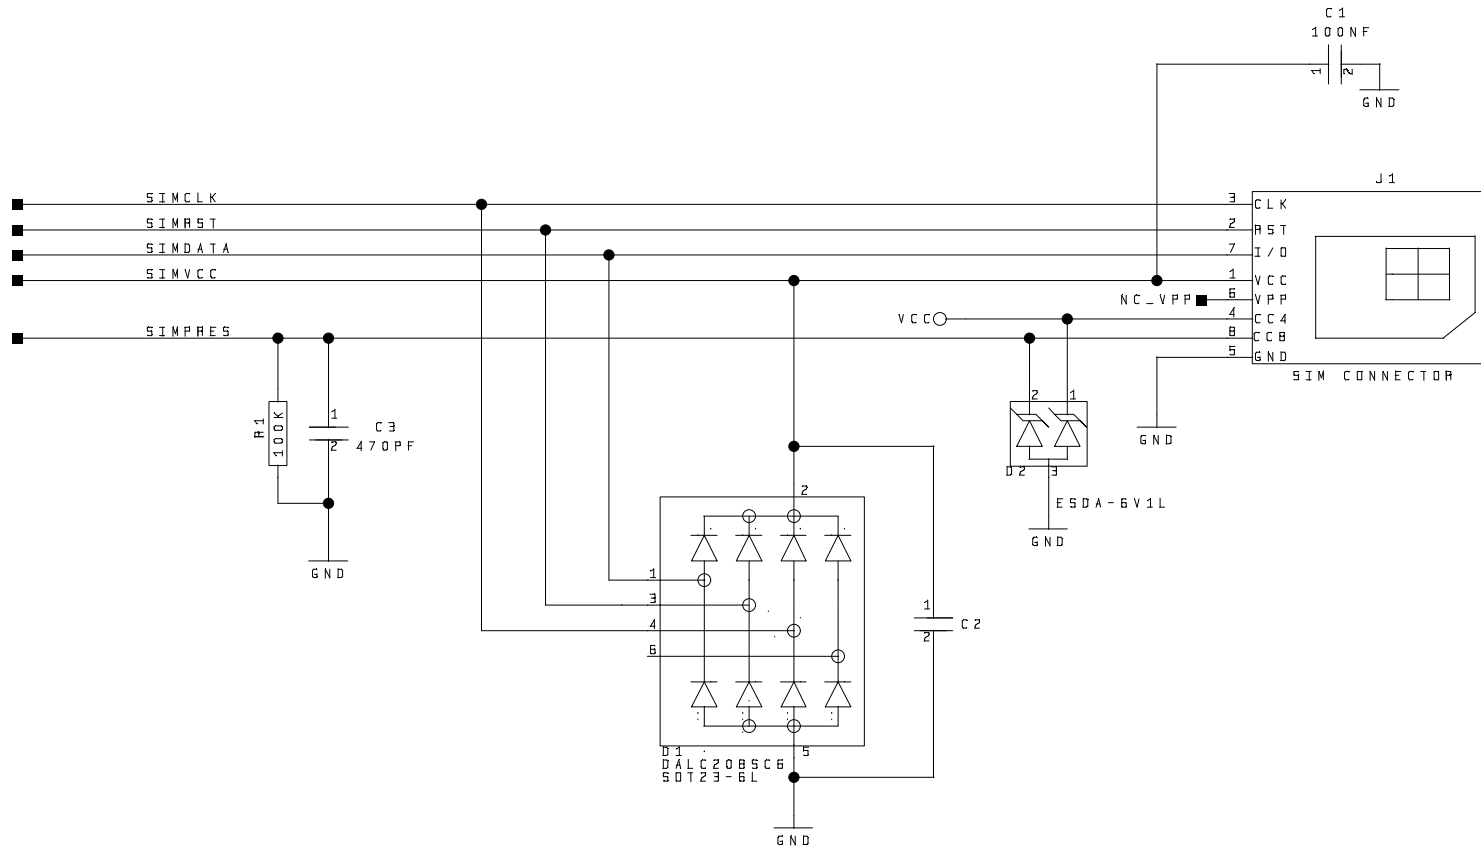 C1
100NF
1
2
GND
J1
SIMCLK
3
CLK
SIMRST
2
RST
SIMDATA
7
I/O
SIMVCC
1
VCC
NC_VPP
6
VPP
VCC
4
CC4
SIMPRES
8
CC8
5
GND
SIM CONNECTOR
2
1
R1
100K
1
2
C3
470PF
GND
D2
3
ESDA-6V1L
GND
GND
2
1
3
4
6
1
2
C2
D1
5
DALC208SC6
SOT23-6L
GND